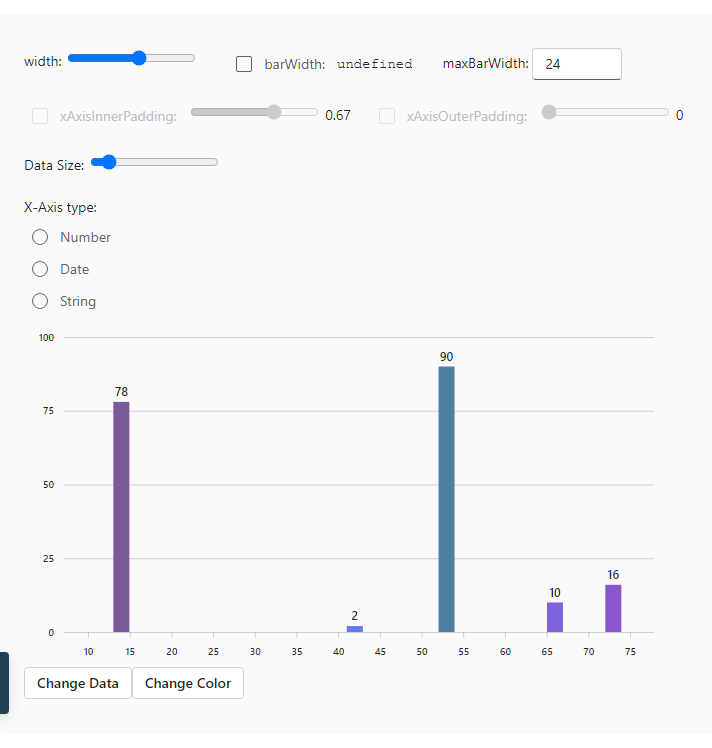 width: barWidth: undefined maxBarWidth: 24
xAxisInnerPadding: 0.67 xAxisOuterPadding: 0
Data Size:
X-Axis type:
Number
Date
String
100
90
78
75
50
25
16
10
2
0
10 15 20 25 30 35 40 45 50 55 60 65 70 75
Change Data Change Color